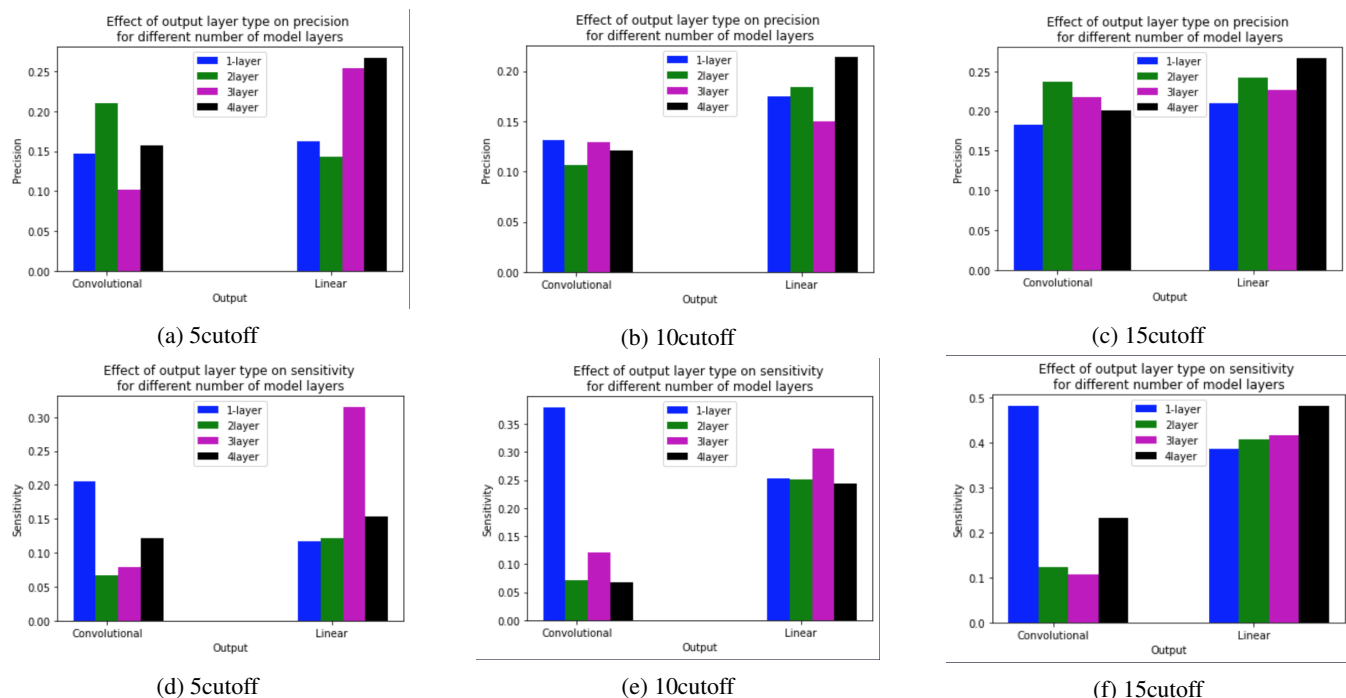 Effect of output layer type on precision
for different number of model layers
0.25
0.20
0.15
0.10
0.05
0.00
Precision
1-layer
2layer
3layer
4layer
Convolutional
Linear
Output
(a) 5cutoff
Effect of output layer type on precision
for different number of model layers
0.20
0.15
0.10
0.05
0.00
Precision
1-layer
2layer
3layer
4layer
Convolutional
Linear
Output
(b) 10cutoff
Effect of output layer type on precision
for different number of model layers
0.25
0.20
0.15
0.10
0.05
0.00
Precision
1-layer
2layer
3layer
4layer
Convolutional
Linear
Output
(c) 15cutoff
Effect of output layer type on sensitivity
for different number of model layers
0.30
0.25
0.20
0.15
0.10
0.05
0.00
Sensitivity
1-layer
2layer
3layer
4layer
Convolutional
Linear
Output
(d) 5cutoff
Effect of output layer type on sensitivity
for different number of model layers
0.35
0.30
0.25
0.20
0.15
0.10
0.05
0.00
Sensitivity
1-layer
2layer
3layer
4layer
Convolutional
Linear
Output
(e) 10cutoff
Effect of output layer type on sensitivity
for different number of model layers
0.5
0.4
0.3
0.2
0.1
0.0
Sensitivity
1-layer
2layer
3layer
4layer
Convolutional
Linear
Output
(f) 15cutoff